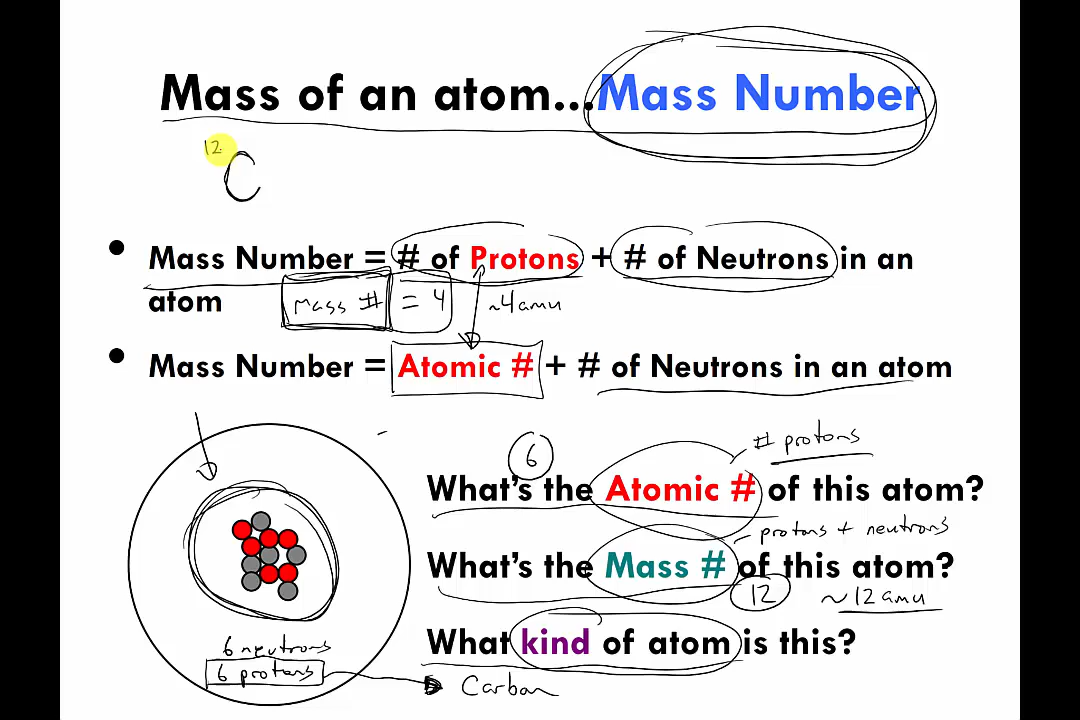 Mass of an atom...Mass Number
12
C
• Mass Number = # of Protons + # of Neutrons in an
atom
mass # = 4
~4amu
• Mass Number = Atomic # + # of Neutrons in an atom
6
# protons
What's the Atomic # of this atom?
protons + neutrons
What's the Mass # of this atom?
12
~12amu
What kind of atom is this?
6 neutrons
6 protons
Carbon